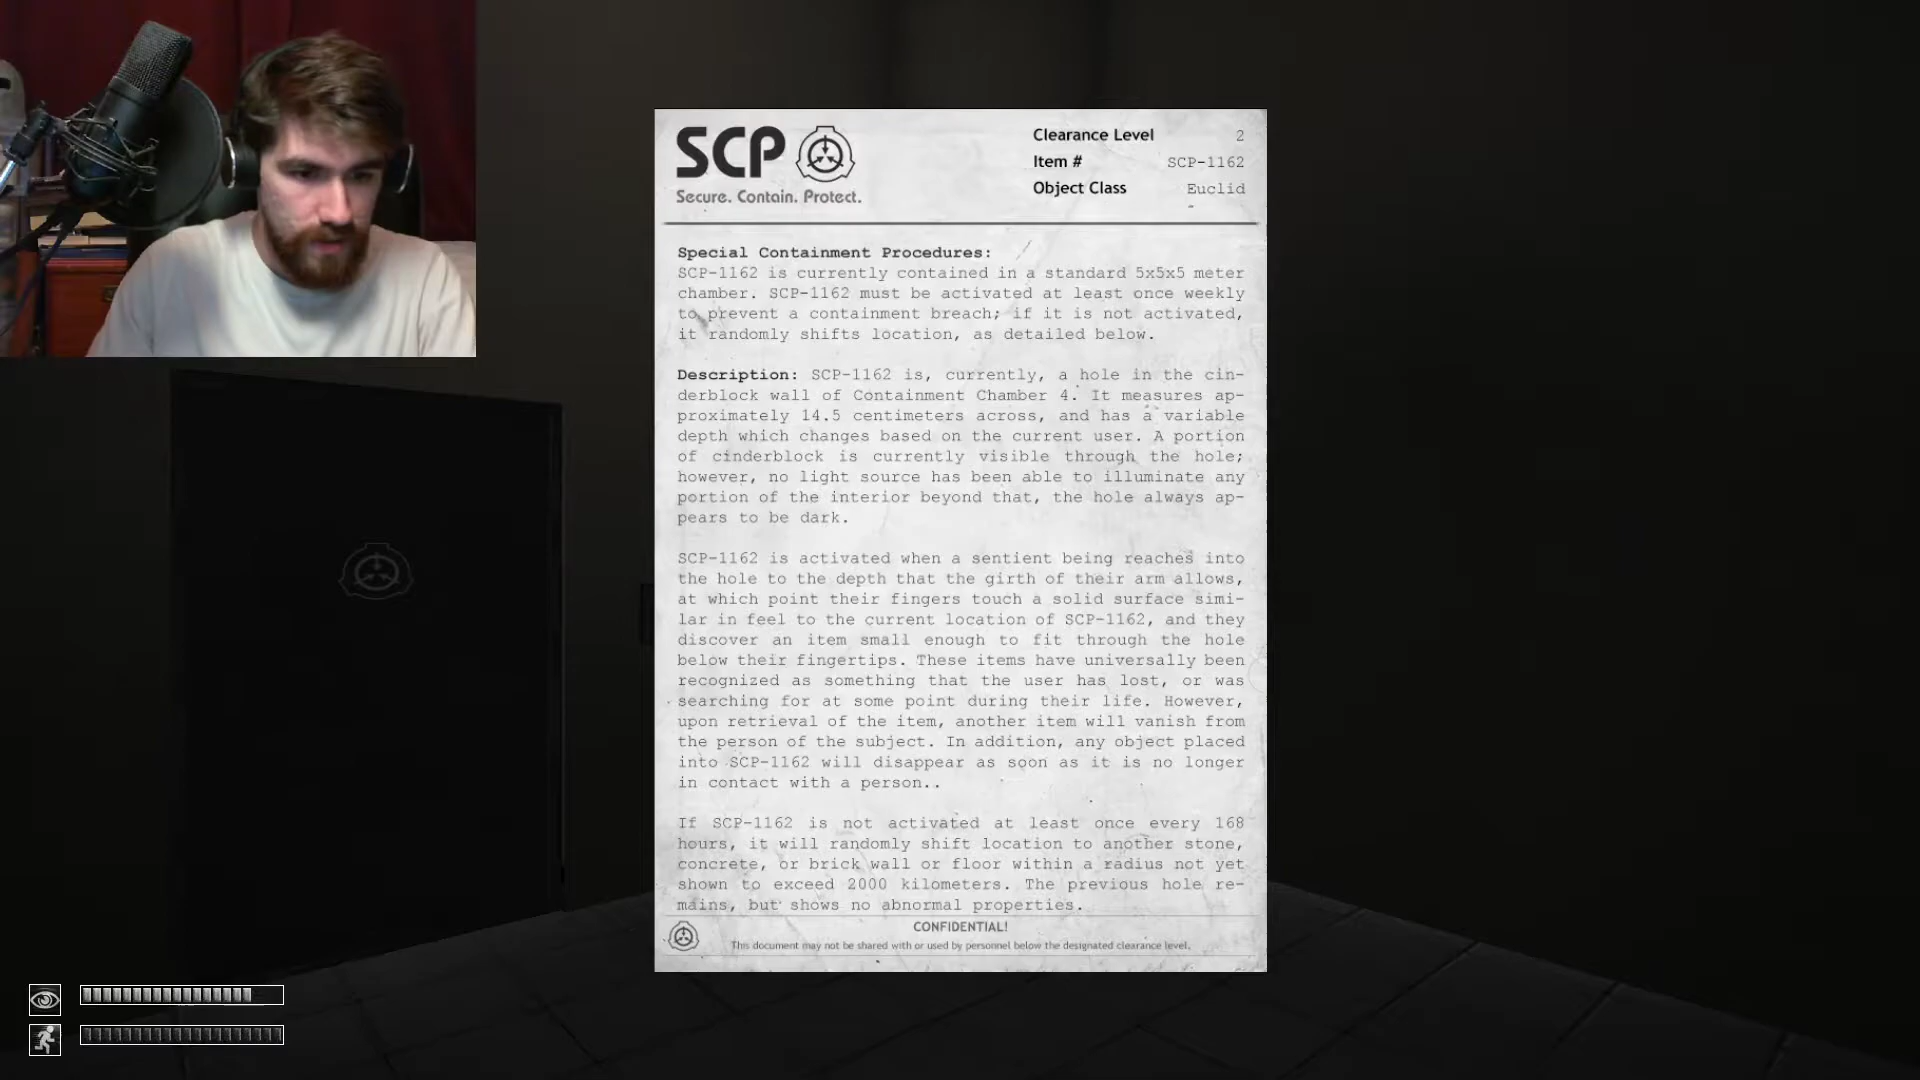 SCP
Secure. Contain. Protect.
Clearance Level 2
Item # SCP-1162
Object Class Euclid
Special Containment Procedures:
SCP-1162 is currently contained in a standard 5x5x5 meter
chamber. SCP-1162 must be activated at least once weekly
to prevent a containment breach; if it is not activated,
it randomly shifts location, as detailed below.
Description: SCP-1162 is, currently, a hole in the cin-
derblock wall of Containment Chamber 4. It measures ap-
proximately 14.5 centimeters across, and has a variable
depth which changes based on the current user. A portion
of cinderblock is currently visible through the hole;
however, no light source has been able to illuminate any
portion of the interior beyond that, the hole always ap-
pears to be dark.
SCP-1162 is activated when a sentient being reaches into
the hole to the depth that the girth of their arm allows,
at which point their fingers touch a solid surface simi-
lar in feel to the current location of SCP-1162, and they
discover an item small enough to fit through the hole
below their fingertips. These items have universally been
recognized as something that the user has lost, or was
searching for at some point during their life. However,
upon retrieval of the item, another item will vanish from
the person of the subject. In addition, any object placed
into SCP-1162 will disappear as soon as it is no longer
in contact with a person..
If SCP-1162 is not activated at least once every 168
hours, it will randomly shift location to another stone,
concrete, or brick wall or floor within a radius not yet
shown to exceed 2000 kilometers. The previous hole re-
mains, but shows no abnormal properties.
CONFIDENTIAL!
This document may not be shared with or used by personnel below the designated clearance level.